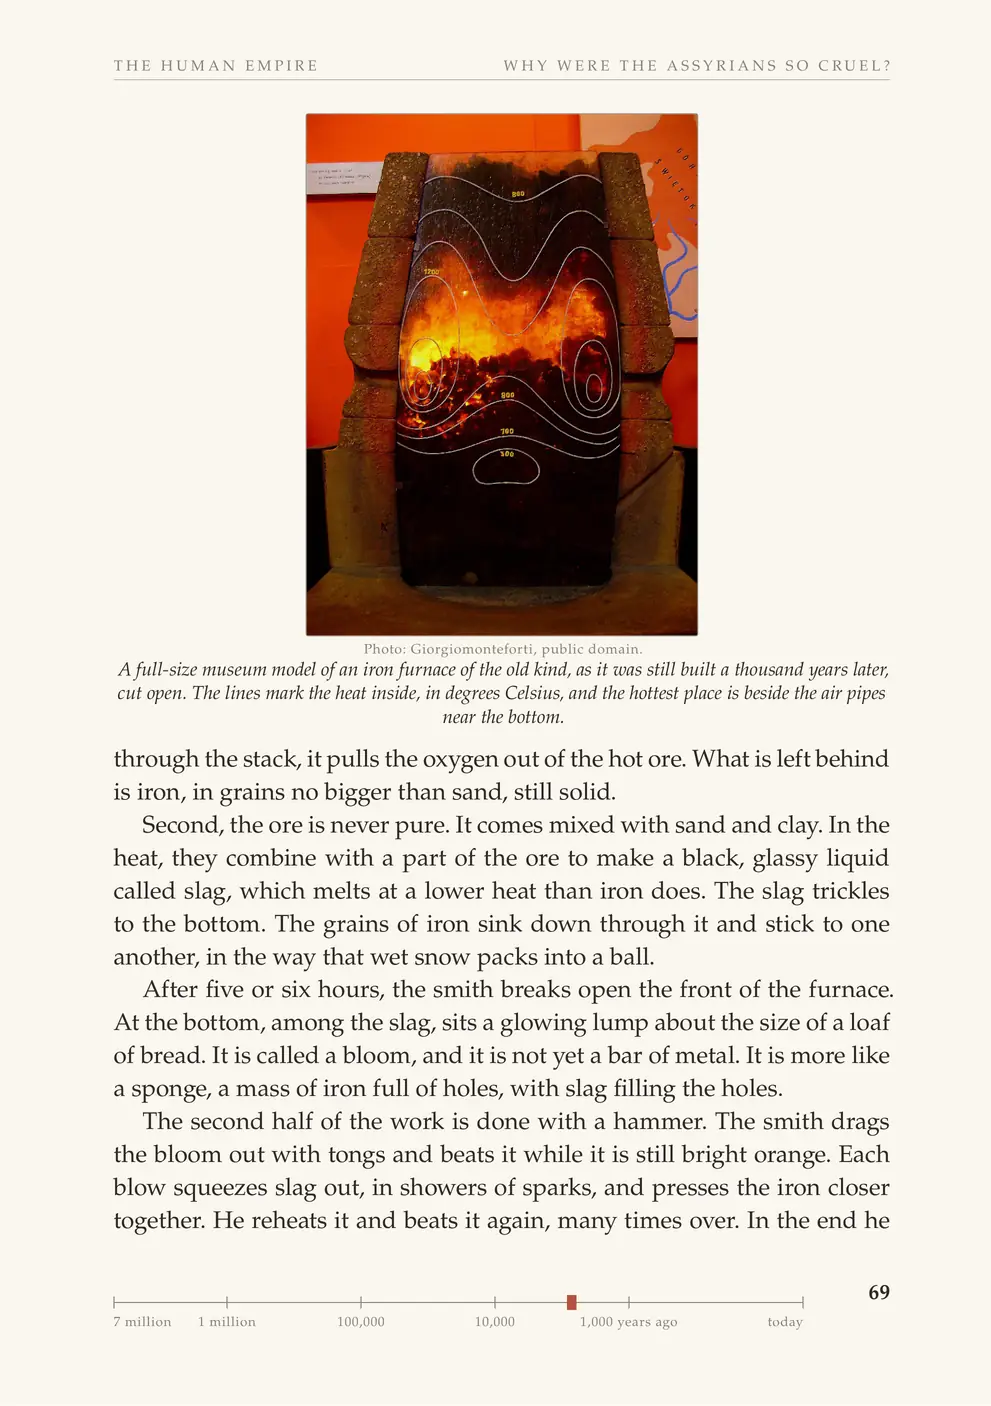 THE HUMAN EMPIRE
WHY WERE THE ASSYRIANS SO CRUEL?
GDA
800
1200
800
700
300
Photo: Giorgiomonteforti, public domain.
A full-size museum model of an iron furnace of the old kind, as it was still built a thousand years later,
cut open. The lines mark the heat inside, in degrees Celsius, and the hottest place is beside the air pipes
near the bottom.
through the stack, it pulls the oxygen out of the hot ore. What is left behind
is iron, in grains no bigger than sand, still solid.
Second, the ore is never pure. It comes mixed with sand and clay. In the
heat, they combine with a part of the ore to make a black, glassy liquid
called slag, which melts at a lower heat than iron does. The slag trickles
to the bottom. The grains of iron sink down through it and stick to one
another, in the way that wet snow packs into a ball.
After five or six hours, the smith breaks open the front of the furnace.
At the bottom, among the slag, sits a glowing lump about the size of a loaf
of bread. It is called a bloom, and it is not yet a bar of metal. It is more like
a sponge, a mass of iron full of holes, with slag filling the holes.
The second half of the work is done with a hammer. The smith drags
the bloom out with tongs and beats it while it is still bright orange. Each
blow squeezes slag out, in showers of sparks, and presses the iron closer
together. He reheats it and beats it again, many times over. In the end he
69
7 million 1 million 100,000 10,000 1,000 years ago today